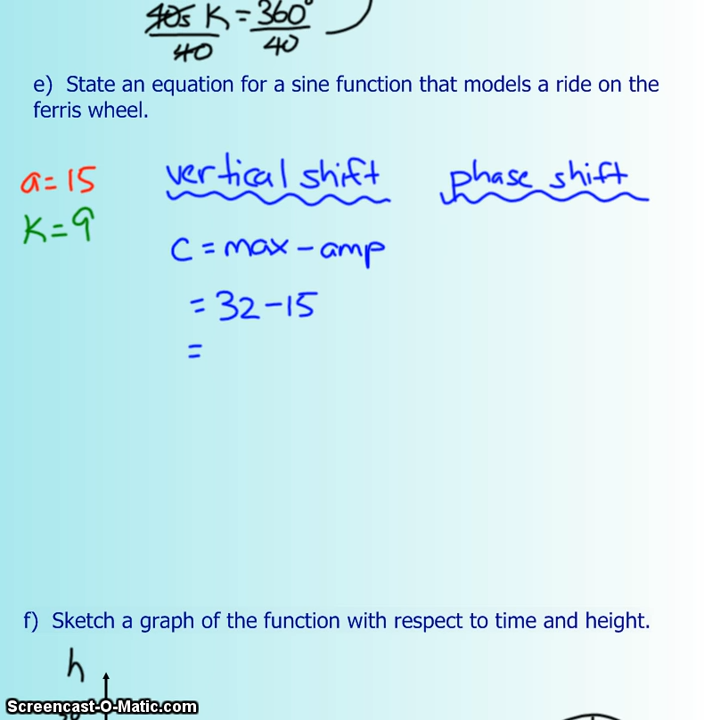 40s K = 360°
40 40
e) State an equation for a sine function that models a ride on the
ferris wheel.
a = 15 vertical shift phase shift
K = 9
c = max - amp
= 32 - 15
=
f) Sketch a graph of the function with respect to time and height.
h
Screencast-O-Matic.com